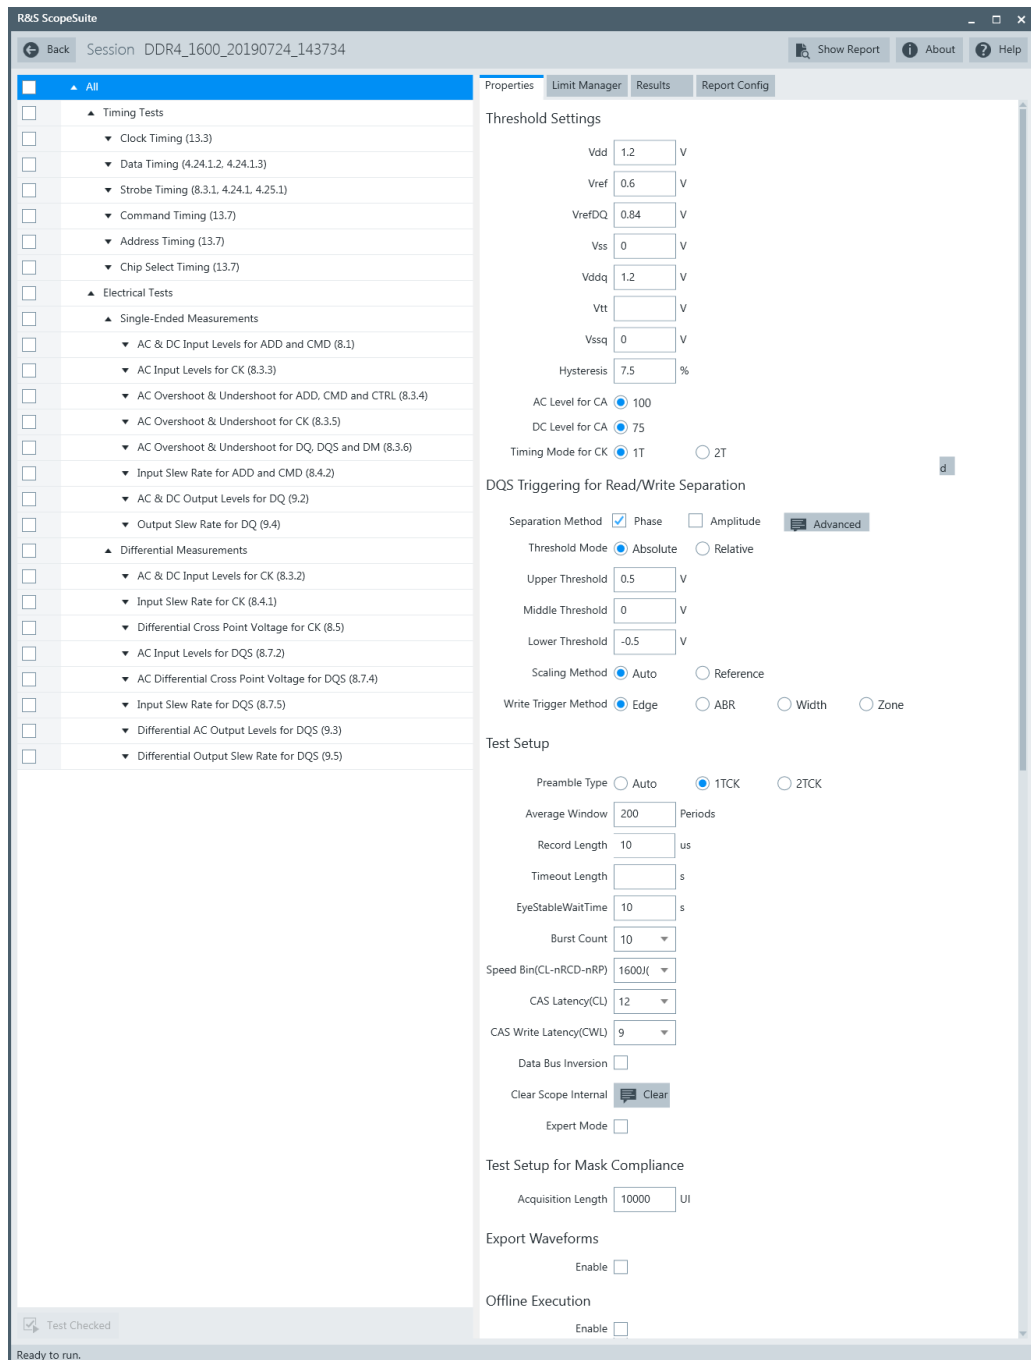 R&S ScopeSuite
Back Session DDR4_1600_20190724_143734 Show Report About Help
All
Timing Tests
Clock Timing (13.3)
Data Timing (4.24.1.2, 4.24.1.3)
Strobe Timing (8.3.1, 4.24.1, 4.25.1)
Command Timing (13.7)
Address Timing (13.7)
Chip Select Timing (13.7)
Electrical Tests
Single-Ended Measurements
AC & DC Input Levels for ADD and CMD (8.1)
AC Input Levels for CK (8.3.3)
AC Overshoot & Undershoot for ADD, CMD and CTRL (8.3.4)
AC Overshoot & Undershoot for CK (8.3.5)
AC Overshoot & Undershoot for DQ, DQS and DM (8.3.6)
Input Slew Rate for ADD and CMD (8.4.2)
AC & DC Output Levels for DQ (9.2)
Output Slew Rate for DQ (9.4)
Differential Measurements
AC & DC Input Levels for CK (8.3.2)
Input Slew Rate for CK (8.4.1)
Differential Cross Point Voltage for CK (8.5)
AC Input Levels for DQS (8.7.2)
AC Differential Cross Point Voltage for DQS (8.7.4)
Input Slew Rate for DQS (8.7.5)
Differential AC Output Levels for DQS (9.3)
Differential Output Slew Rate for DQS (9.5)
Test Checked
Properties Limit Manager Results Report Config
Threshold Settings
Vdd 1.2 V
Vref 0.6 V
VrefDQ 0.84 V
Vss 0 V
Vddq 1.2 V
Vtt V
Vssq 0 V
Hysteresis 7.5 %
AC Level for CA 100
DC Level for CA 75
Timing Mode for CK 1T 2T
d
DQS Triggering for Read/Write Separation
Separation Method Phase Amplitude Advanced
Threshold Mode Absolute Relative
Upper Threshold 0.5 V
Middle Threshold 0 V
Lower Threshold -0.5 V
Scaling Method Auto Reference
Write Trigger Method Edge ABR Width Zone
Test Setup
Preamble Type Auto 1TCK 2TCK
Average Window 200 Periods
Record Length 10 us
Timeout Length s
EyeStableWaitTime 10 s
Burst Count 10
Speed Bin(CL-nRCD-nRP) 1600J(
CAS Latency(CL) 12
CAS Write Latency(CWL) 9
Data Bus Inversion
Clear Scope Internal Clear
Expert Mode
Test Setup for Mask Compliance
Acquisition Length 10000 UI
Export Waveforms
Enable
Offline Execution
Enable
Ready to run.